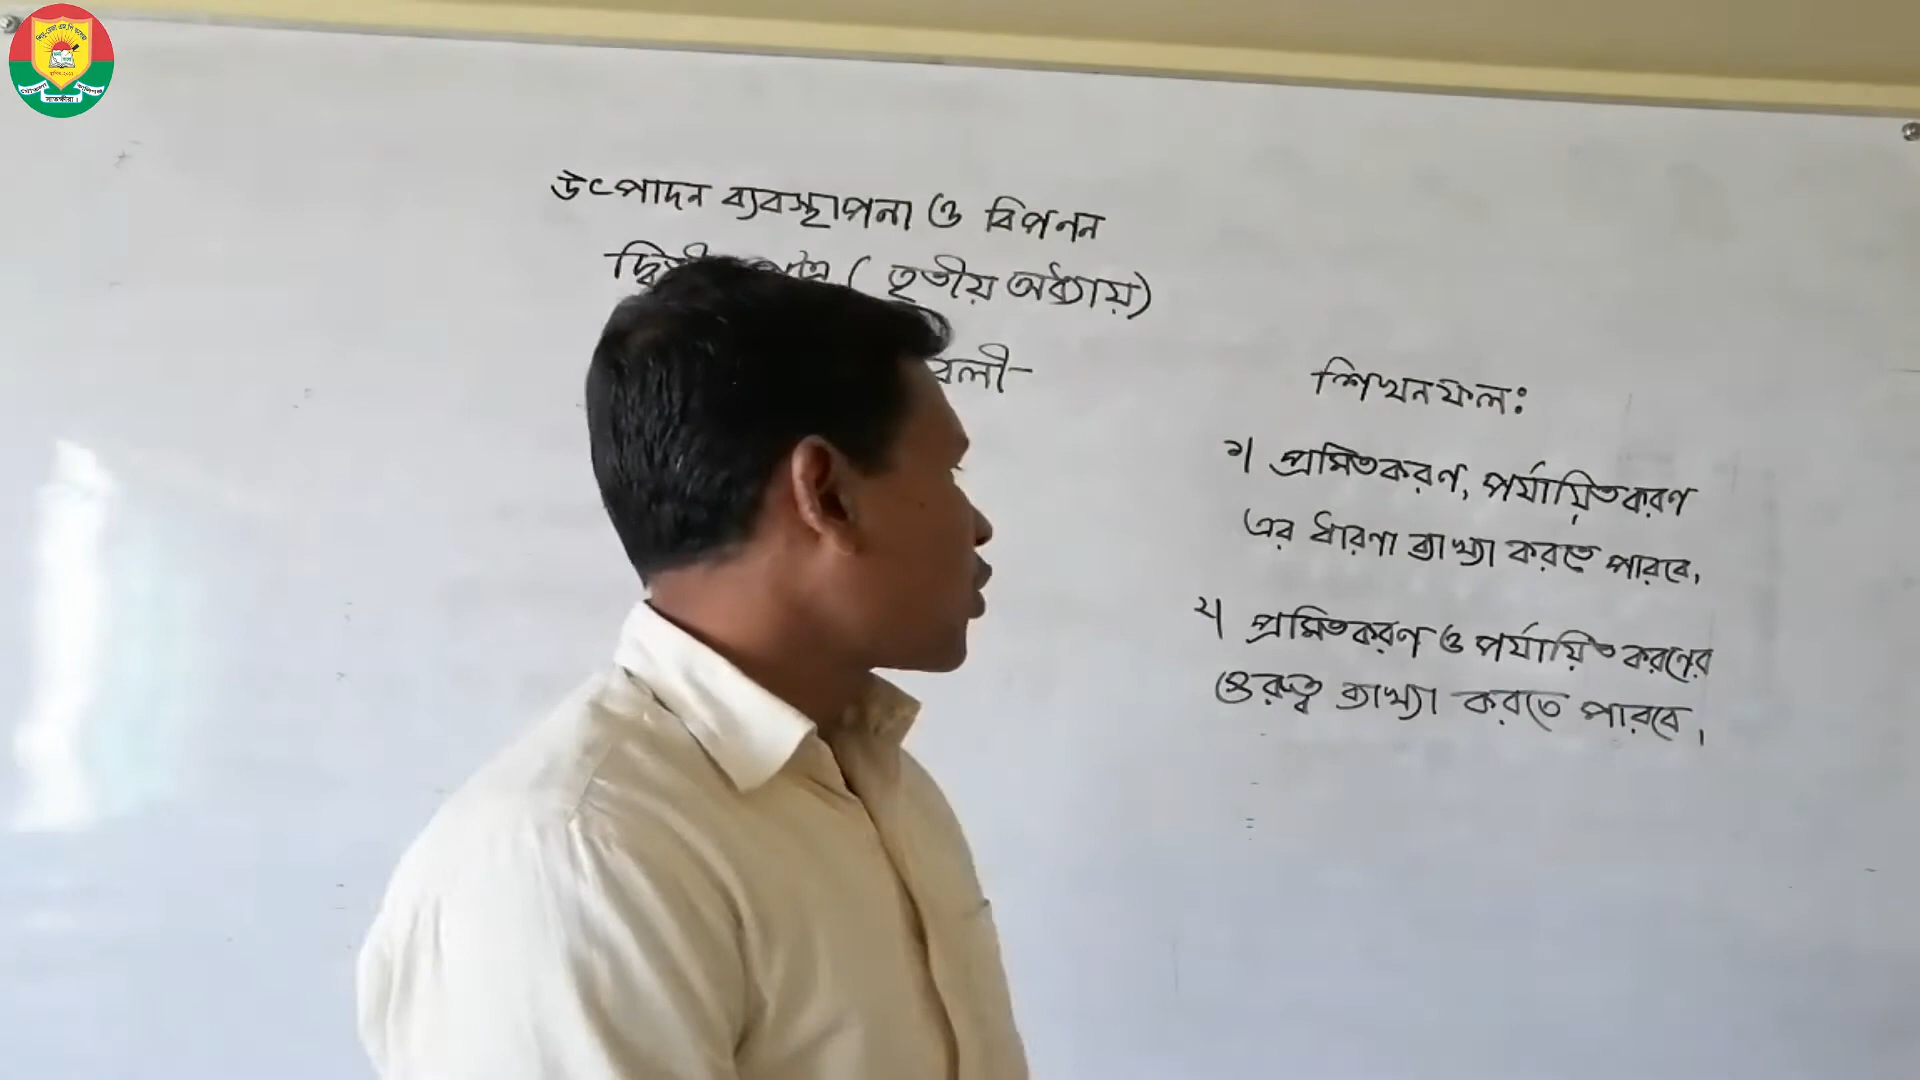 উৎপাদন ব্যবস্থাপনা ও বিপনন
( তৃতীয় অধ্যায়)
শিখনফল:
১। প্রমিতকরণ, পর্যায়িতকরণ
এর ধারণা ব্যাখ্যা করতে পারবে,
২। প্রমিতকরণ ও পর্যায়িতকরণের
গুরুত্ব ব্যাখ্যা করতে পারবে।